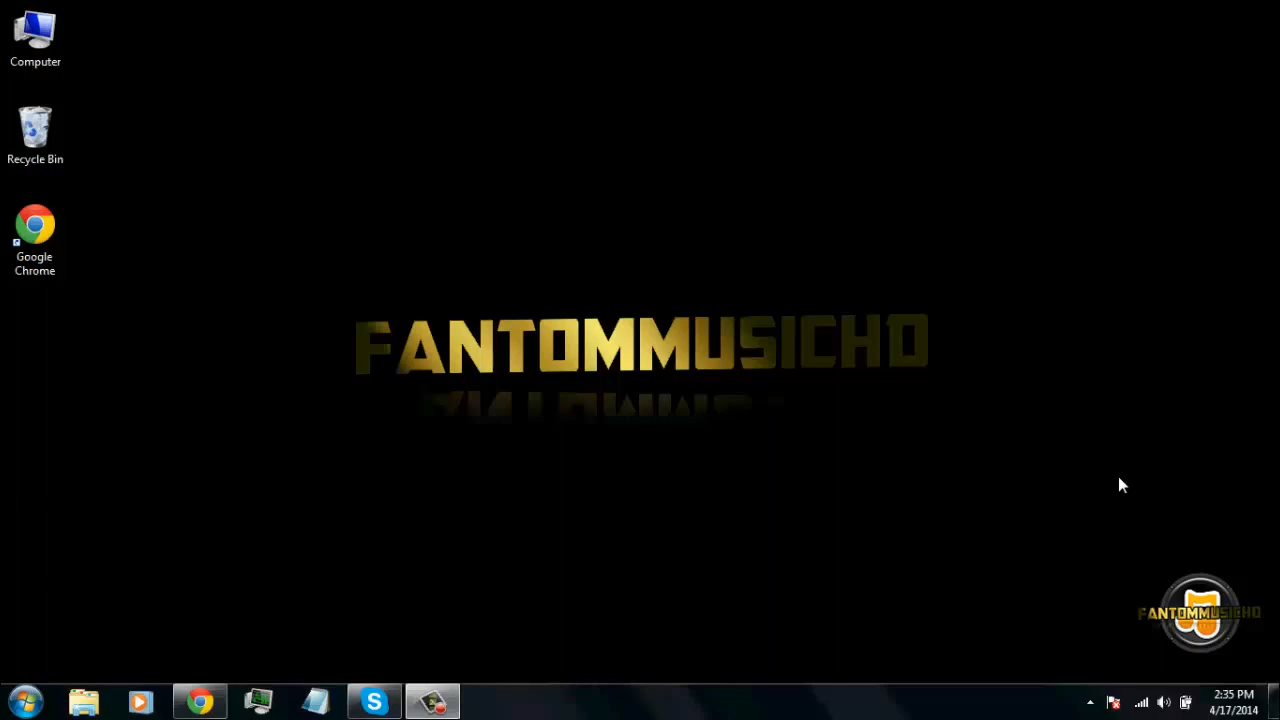 Computer
Recycle Bin
Google
Chrome
FANTOMMUSICHD
FANTOMMUSICHD
2:35 PM
4/17/2014